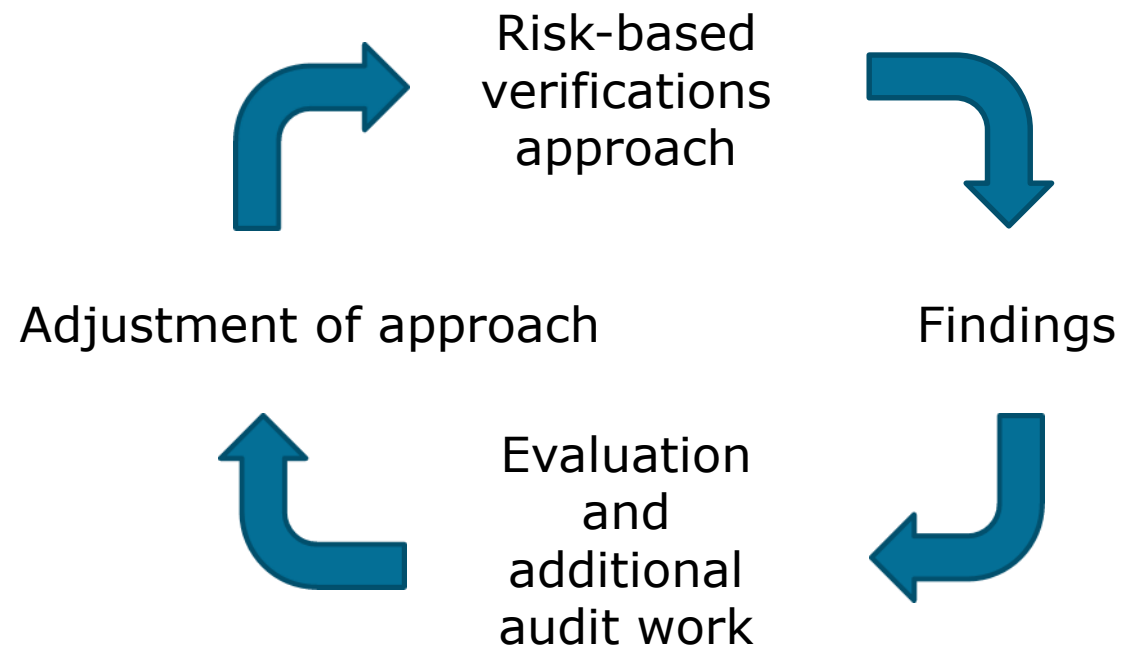 Risk-based
verifications
approach
Adjustment of approach
Findings
Evaluation
and
additional
audit work